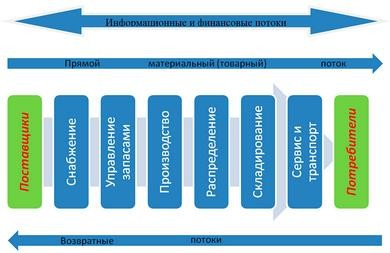 Информационные и финансовые потоки
Прямой материальный (товарный) поток
Поставщики
Снабжение
Управление
запасами
Производство
Распределение
Складирование
Сервис и
транспорт
Потребители
Возвратные потоки